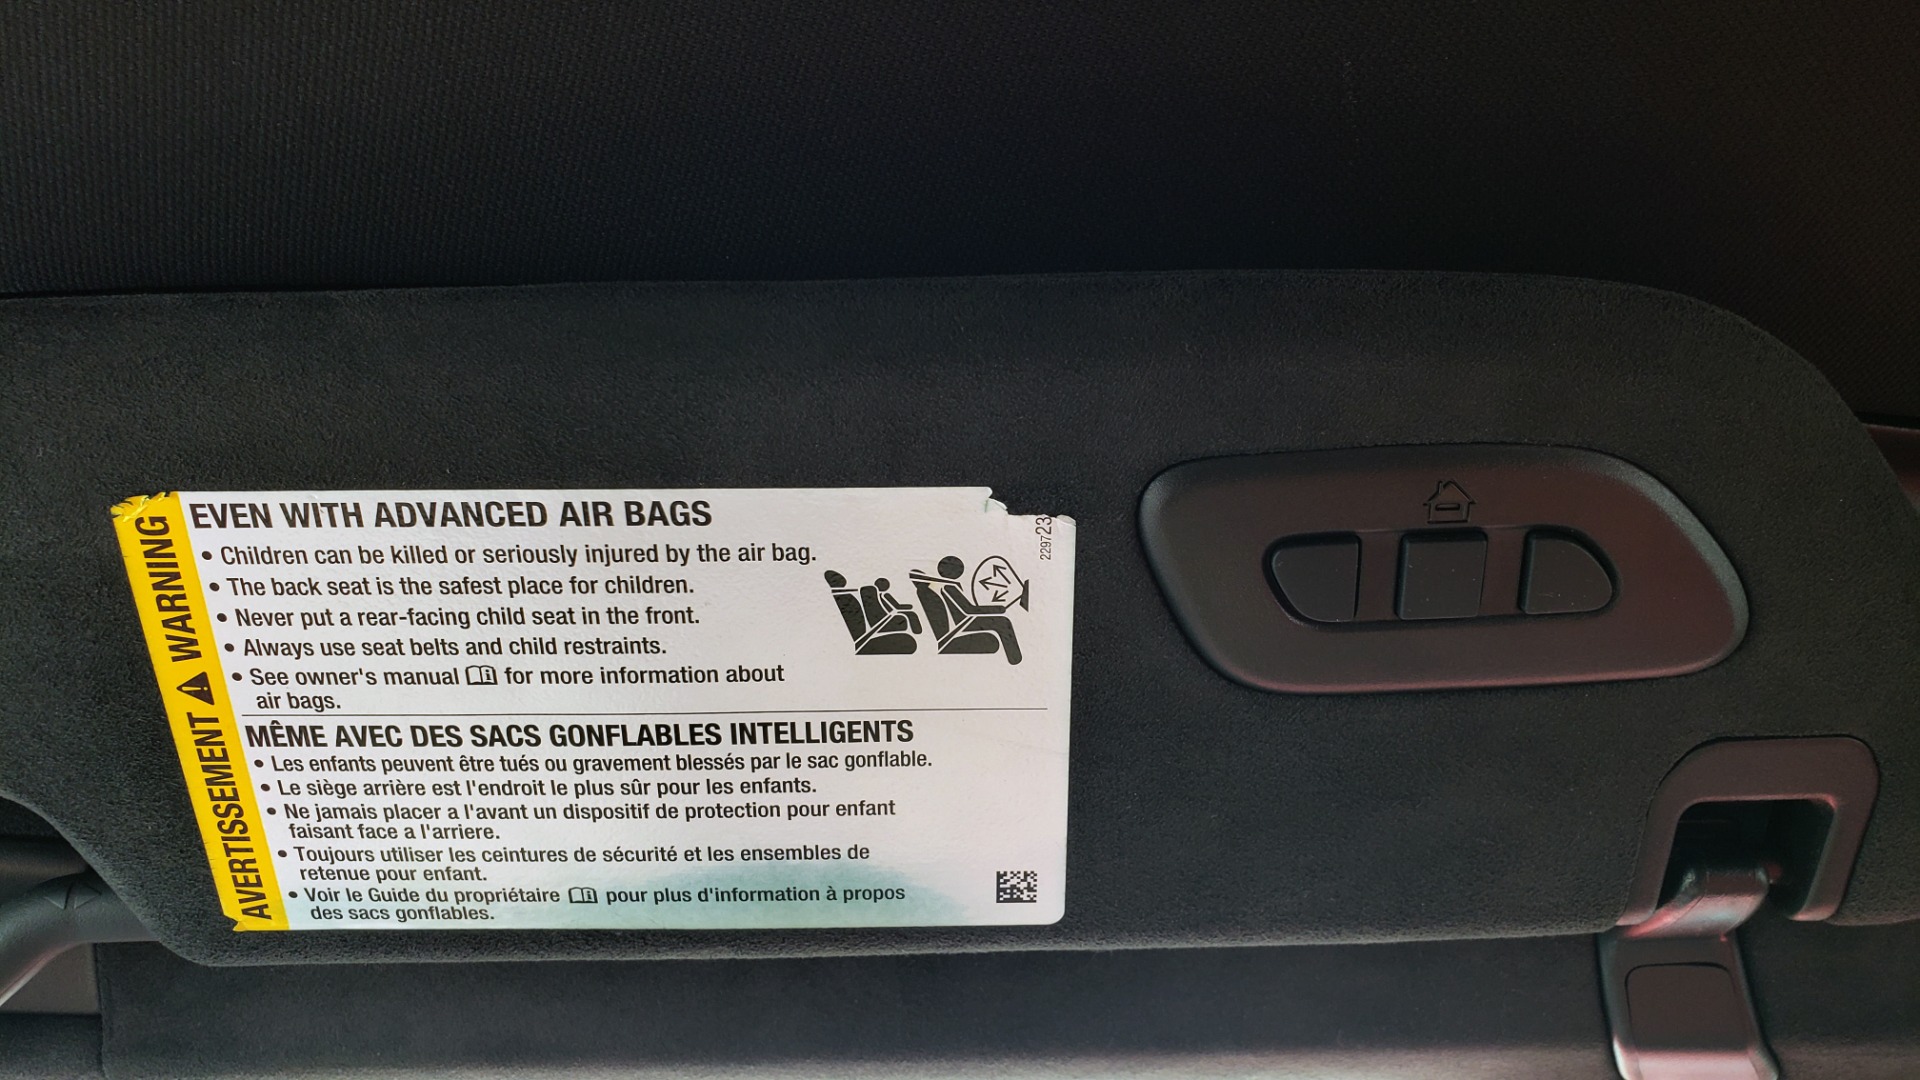 AVERTISSEMENT ⚠ WARNING
EVEN WITH ADVANCED AIR BAGS
• Children can be killed or seriously injured by the air bag.
• The back seat is the safest place for children.
• Never put a rear-facing child seat in the front.
• Always use seat belts and child restraints.
• See owner's manual for more information about
air bags.
229723
MÊME AVEC DES SACS GONFLABLES INTELLIGENTS
• Les enfants peuvent être tués ou gravement blessés par le sac gonflable.
• Le siège arrière est l'endroit le plus sûr pour les enfants.
• Ne jamais placer a l'avant un dispositif de protection pour enfant
faisant face a l'arriere.
• Toujours utiliser les ceintures de sécurité et les ensembles de
retenue pour enfant.
• Voir le Guide du propriétaire pour plus d'information à propos
des sacs gonflables.